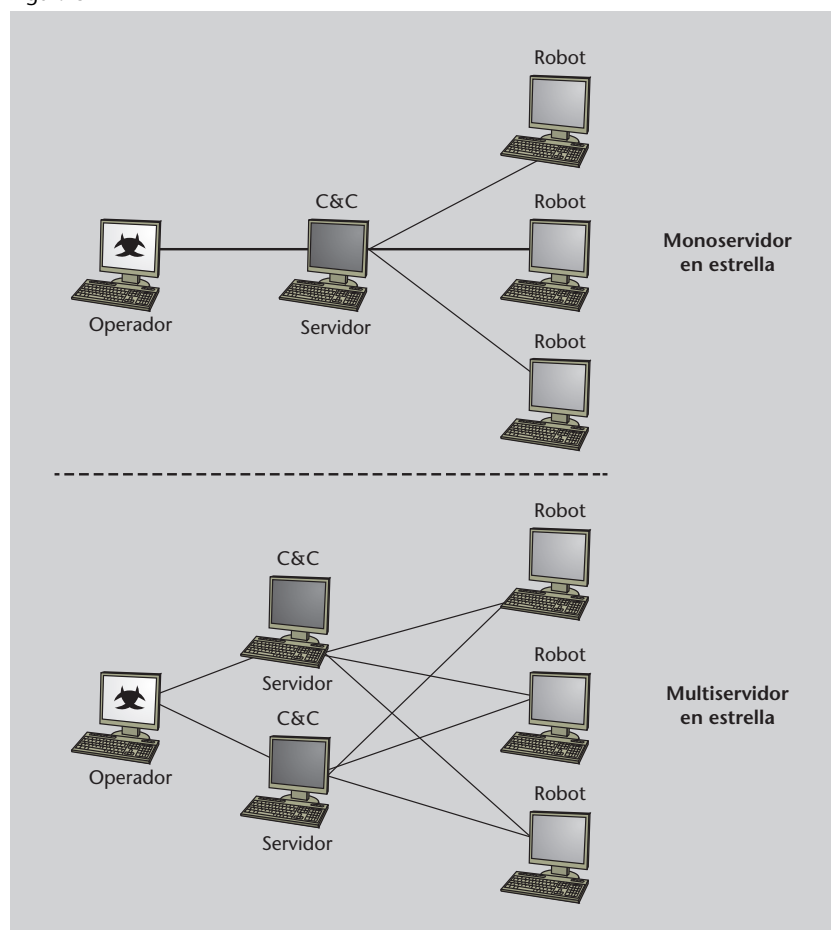 Robot
C&C
Robot
Monoservidor
en estrella
Operador
Servidor
Robot
Robot
C&C
Robot
Servidor
Multiservidor
en estrella
C&C
Operador
Robot
Servidor